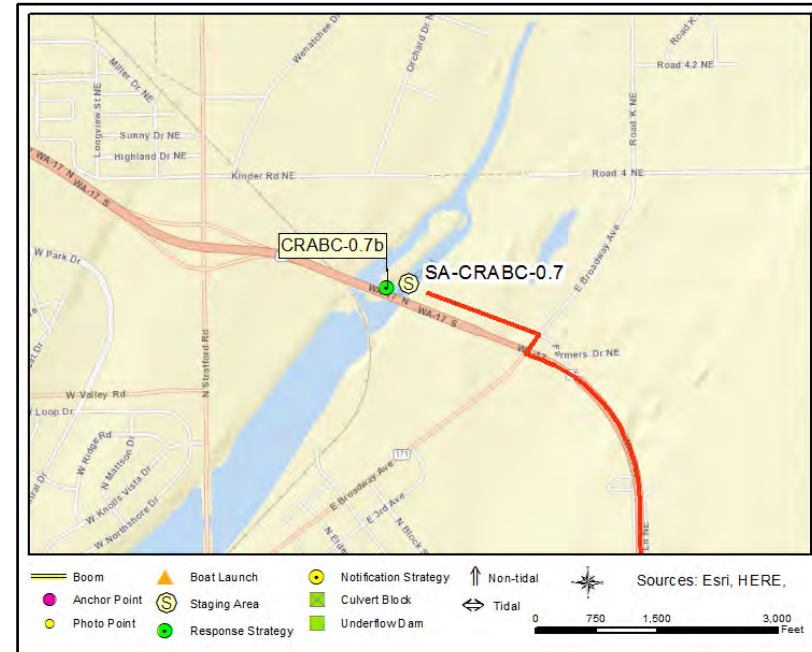 Road K
Road 4.2 NE
Wenatchee Dr
Orchard Dr N
Miller Dr NE
Longview St NE
Sunny Dr NE
Highland Dr NE
Road K NE
Kinder Rd NE
Road 4 NE
WA-17 N
WA-17 S
W Park Dr
CRABC-0.7b
S
SA-CRABC-0.7
E Broadway Ave
WA-17 N
WA-17 S
N Stratford Rd
rmers Dr NE
W Valley Rd
Loop Dr
W Ridge Rd
N Mattson Dr
W Knolls Vista Dr
W Northshore Dr
171
E Broadway Ave
E 3rd Ave
N Block S
Ln NE
Boom
Boat Launch
Notification Strategy
Non-tidal
Sources: Esri, HERE,
Anchor Point
S Staging Area
Culvert Block
Tidal
Photo Point
Response Strategy
Underflow Dam
0 750 1,500 3,000
Feet